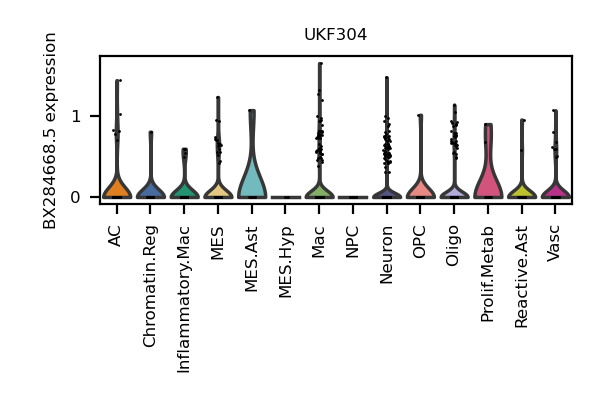 UKF304
BX284668.5 expression
1
0
AC
Chromatin.Reg
Inflammatory.Mac
MES
MES.Ast
MES.Hyp
Mac
NPC
Neuron
OPC
Oligo
Prolif.Metab
Reactive.Ast
Vasc